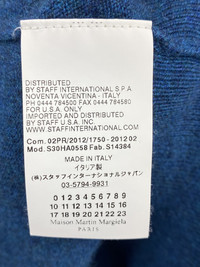 DISTRIBUTED
BY STAFF INTERNATIONAL S.P.A
NOVENTA VICENTINA - ITALY
PH 0444 784500 FAX 0444 784580
FOR U.S.A. ONLY
IMPORTED AND DISTRIBUTED
BY STAFF U.S.A. INC.
WWW.STAFFINTERNATIONAL.COM
Com. 02PR/2012/1750-2012 02
Mod. S30HA0558 Fab. S14384
MADE IN ITALY
イタリア製
(株)スタッフインターナショナルジャパン
03-5794-9931
0 1 2 3 4 5 6 7 8 9
10 11 12 13 14 15 16
17 18 19 20 21 22 23
Maison Martin Margiela
PARIS